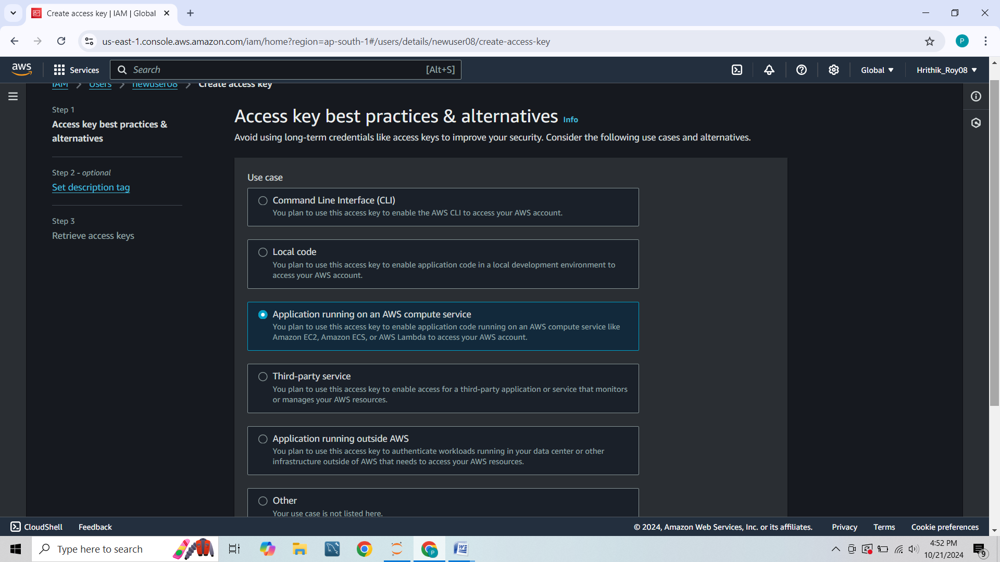 Create access key | IAM | Global
us-east-1.console.aws.amazon.com/iam/home?region=ap-south-1#/users/details/newuser08/create-access-key
P
aws
Services
Search
[Alt+S]
Global
Hrithik_Roy08
IAM
Users
newuser08
Create access key
Step 1
Access key best practices &
alternatives
Step 2 - optional
Set description tag
Step 3
Retrieve access keys
Access key best practices & alternatives Info
Avoid using long-term credentials like access keys to improve your security. Consider the following use cases and alternatives.
Use case
Command Line Interface (CLI)
You plan to use this access key to enable the AWS CLI to access your AWS account.
Local code
You plan to use this access key to enable application code in a local development environment to
access your AWS account.
Application running on an AWS compute service
You plan to use this access key to enable application code running on an AWS compute service like
Amazon EC2, Amazon ECS, or AWS Lambda to access your AWS account.
Third-party service
You plan to use this access key to enable access for a third-party application or service that monitors
or manages your AWS resources.
Application running outside AWS
You plan to use this access key to authenticate workloads running in your data center or other
infrastructure outside of AWS that needs to access your AWS resources.
Other
Your use case is not listed here.
CloudShell
Feedback
© 2024, Amazon Web Services, Inc. or its affiliates.
Privacy
Terms
Cookie preferences
Type here to search
P
4:52 PM
10/21/2024
9